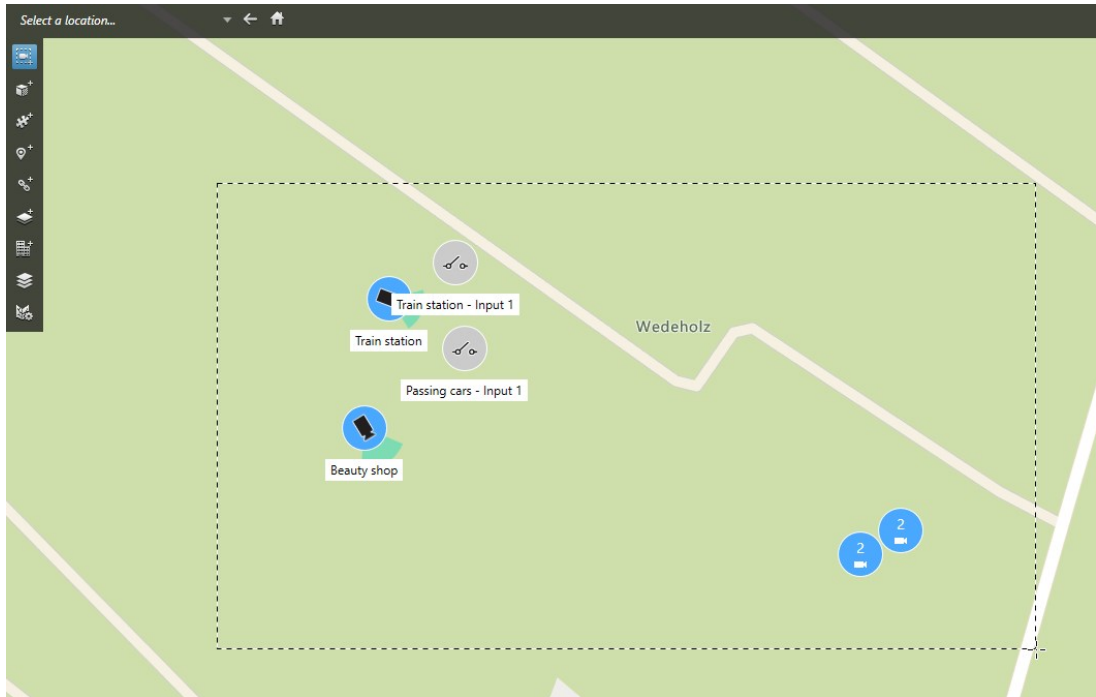 Select a location...
Train station - Input 1
Wedeholz
Train station
Passing cars - Input 1
Beauty shop
2
2